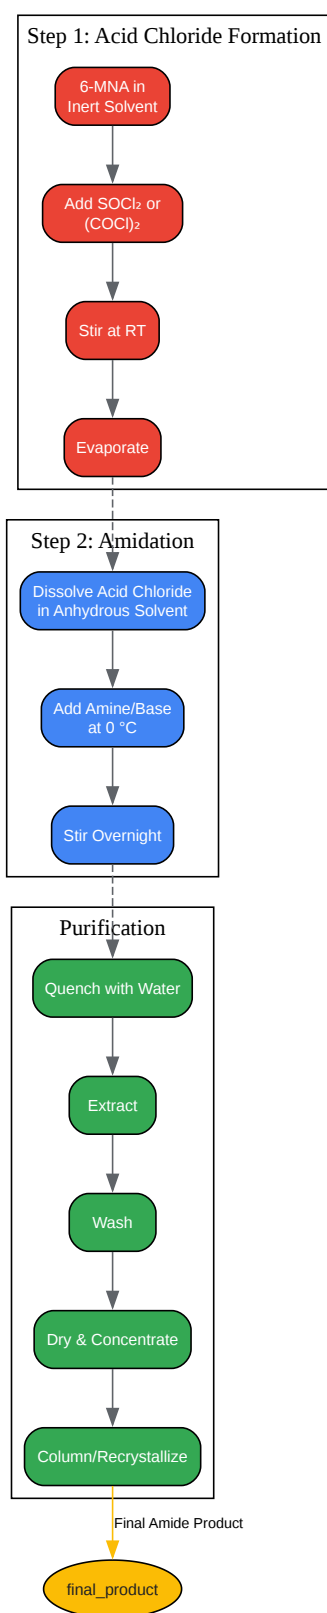 Step 1: Acid Chloride Formation
6-MNA in
Inert Solvent
Add SOCl₂ or
(COCl)₂
Stir at RT
Evaporate
Step 2: Amidation
Dissolve Acid Chloride
in Anhydrous Solvent
Add Amine/Base
at 0 °C
Stir Overnight
Purification
Quench with Water
Extract
Wash
Dry & Concentrate
Column/Recrystallize
Final Amide Product
final_product